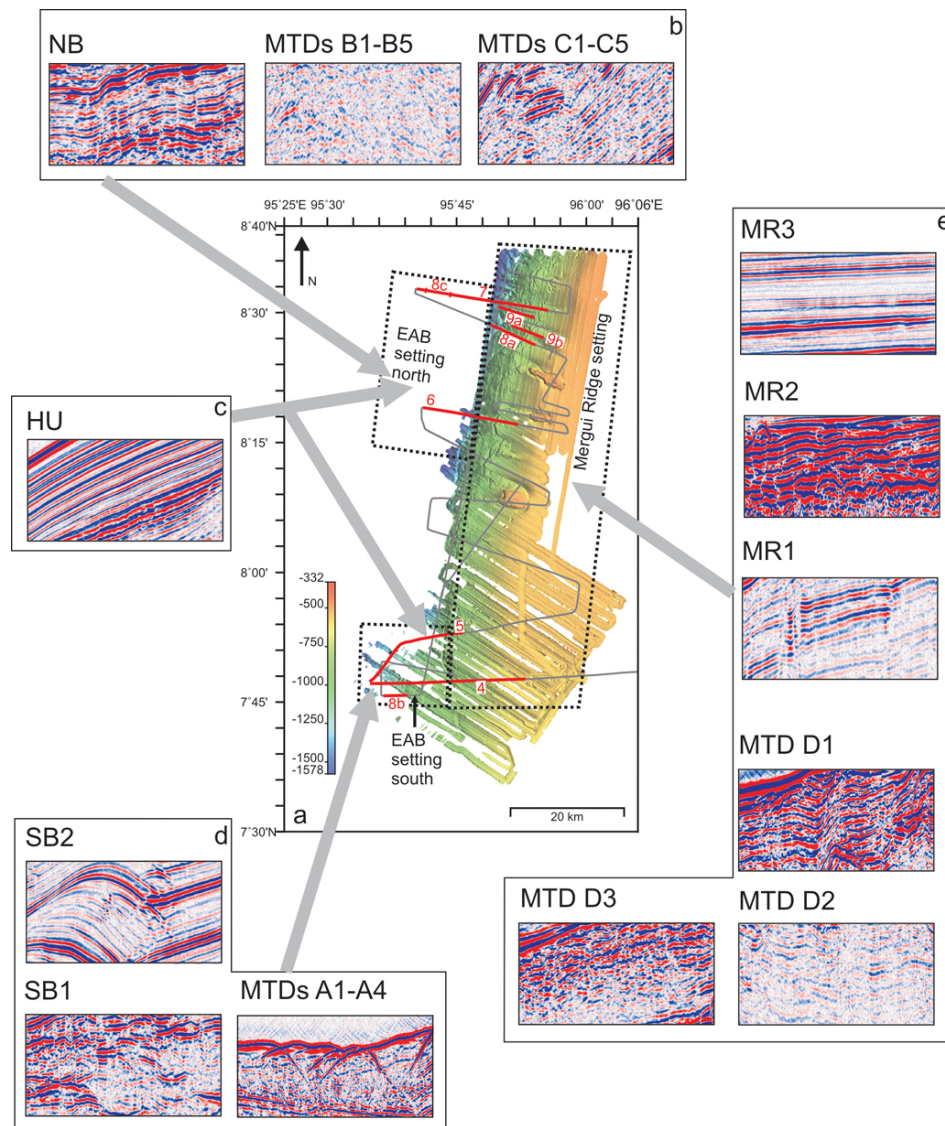 b
NB
MTDs B1-B5
MTDs C1-C5
95˚25'E 95˚30' 95˚45' 96˚00' 96˚06'E
8˚40'N
8˚30'
8˚15'
8˚00'
7˚45'
7˚30'N
N
8c
7
9a
8a
9b
6
EAB
setting
north
Mergui Ridge setting
5
4
8b
EAB
setting
south
-332
-500
-750
-1000
-1250
-1500
-1578
20 km
a
c
HU
d
SB2
SB1
MTDs A1-A4
e
MR3
MR2
MR1
MTD D1
MTD D3
MTD D2